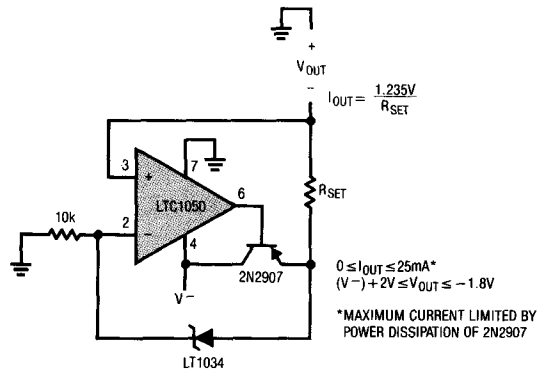 +
VOUT
−
IOUT = 1.235V / RSET
3
+
7
LTC1050
6
RSET
10k
2
−
4
2N2907
V−
0 ≤ IOUT ≤ 25mA*
(V−) + 2V ≤ VOUT ≤ −1.8V
*MAXIMUM CURRENT LIMITED BY
POWER DISSIPATION OF 2N2907
LT1034